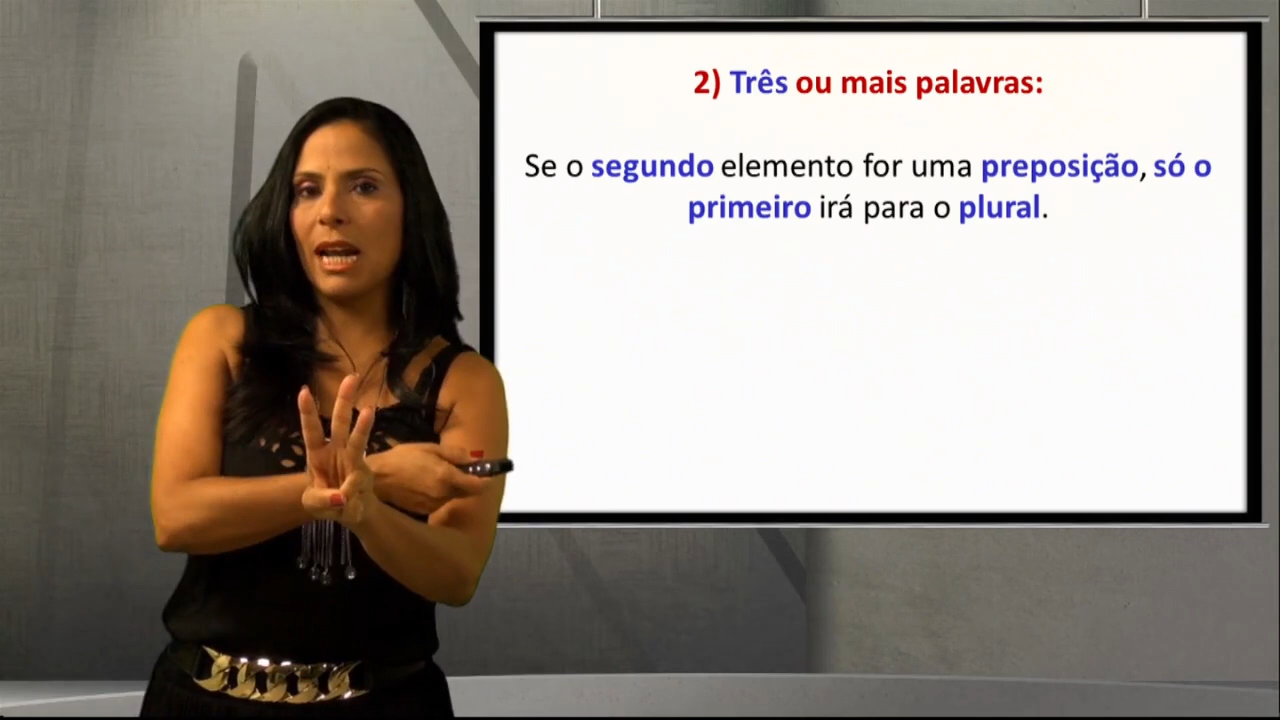 2) Três ou mais palavras:
Se o segundo elemento for uma preposição, só o
primeiro irá para o plural.